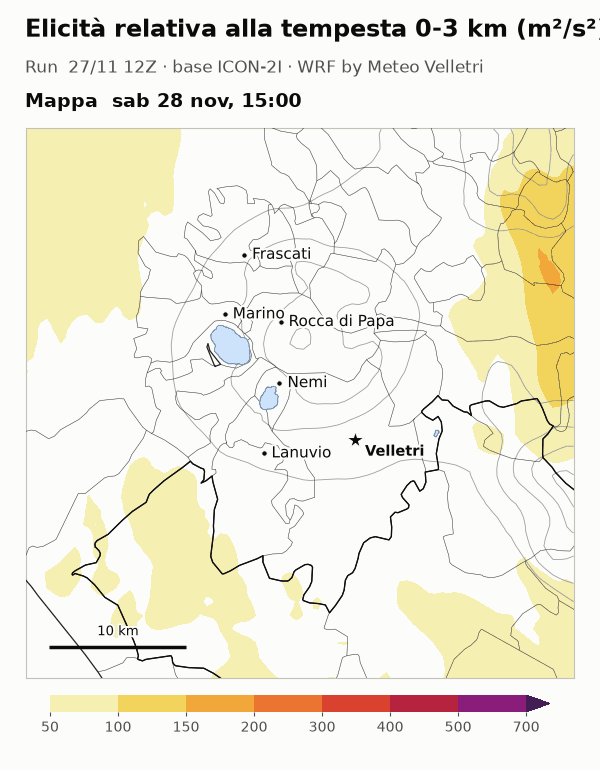 Elicità relativa alla tempesta 0-3 km (m²/s²)
Run 27/11 12Z · base ICON-2I · WRF by Meteo Velletri
Mappa sab 28 nov, 15:00
Frascati
Marino
Rocca di Papa
Nemi
Lanuvio
Velletri
10 km
50 100 150 200 300 400 500 700